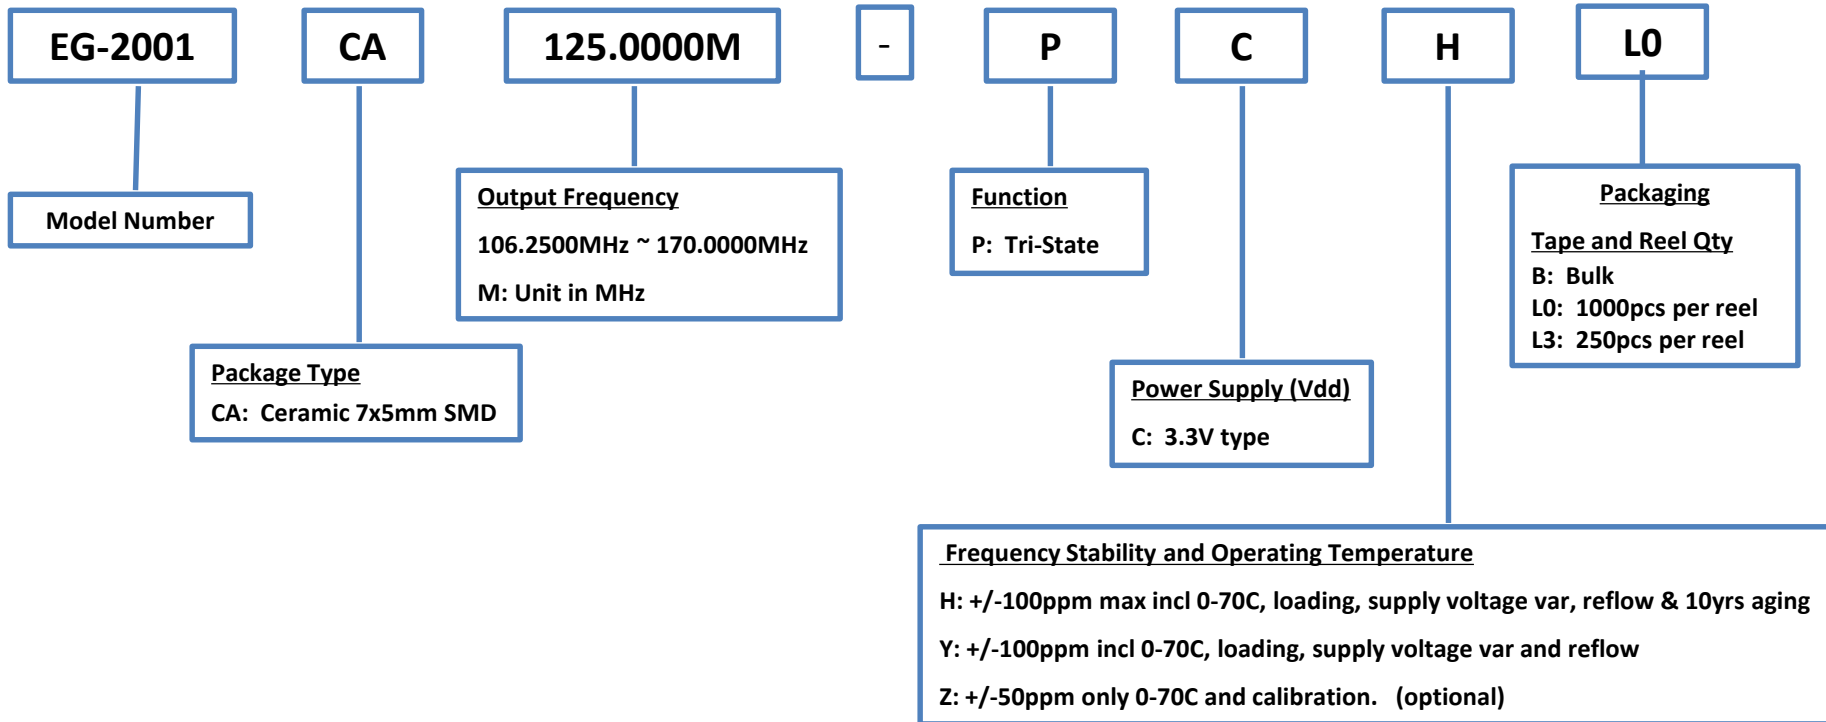 EG-2001 CA 125.0000M - P C H L0
Model Number
Output Frequency
106.2500MHz ~ 170.0000MHz
M: Unit in MHz
Function
P: Tri-State
Packaging
Tape and Reel Qty
B: Bulk
L0: 1000pcs per reel
L3: 250pcs per reel
Package Type
CA: Ceramic 7x5mm SMD
Power Supply (Vdd)
C: 3.3V type
Frequency Stability and Operating Temperature
H: +/-100ppm max incl 0-70C, loading, supply voltage var, reflow & 10yrs aging
Y: +/-100ppm incl 0-70C, loading, supply voltage var and reflow
Z: +/-50ppm only 0-70C and calibration. (optional)